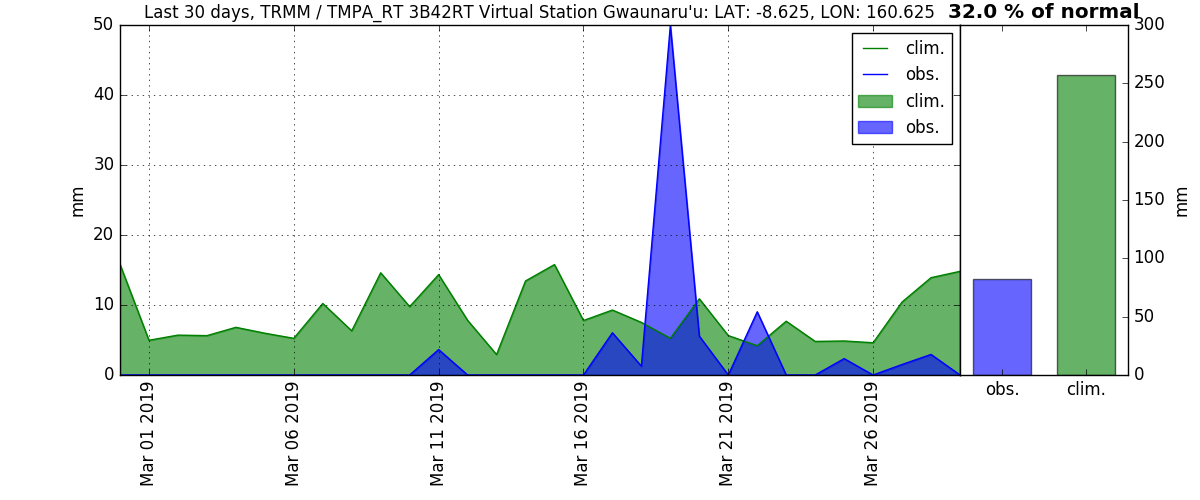 Last 30 days, TRMM / TMPA_RT 3B42RT Virtual Station Gwaunaru'u: LAT: -8.625, LON: 160.625 32.0 % of normal
50
40
30
20
10
0
mm
clim.
obs.
clim.
obs.
300
250
200
150
100
50
0
mm
obs. clim.
Mar 01 2019
Mar 06 2019
Mar 11 2019
Mar 16 2019
Mar 21 2019
Mar 26 2019